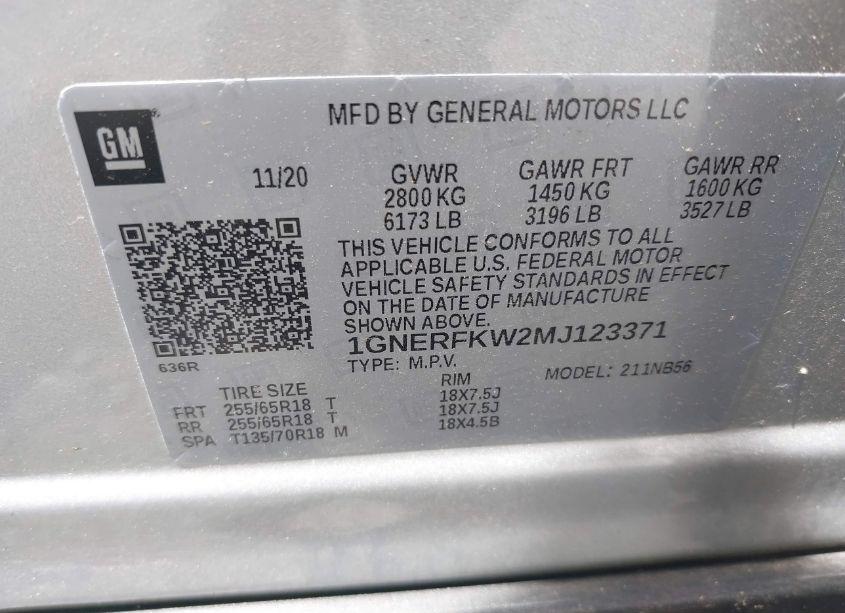 GM
MFD BY GENERAL MOTORS LLC
11/20 GVWR GAWR FRT GAWR RR
2800 KG 1450 KG 1600 KG
6173 LB 3196 LB 3527 LB
THIS VEHICLE CONFORMS TO ALL
APPLICABLE U.S. FEDERAL MOTOR
VEHICLE SAFETY STANDARDS IN EFFECT
ON THE DATE OF MANUFACTURE
SHOWN ABOVE.
1GNERFKW2MJ123371
636R
TYPE: M.P.V. MODEL: 211NB56
TIRE SIZE RIM
FRT 255/65R18 T 18X7.5J
RR 255/65R18 T 18X7.5J
SPA T135/70R18 M 18X4.5B